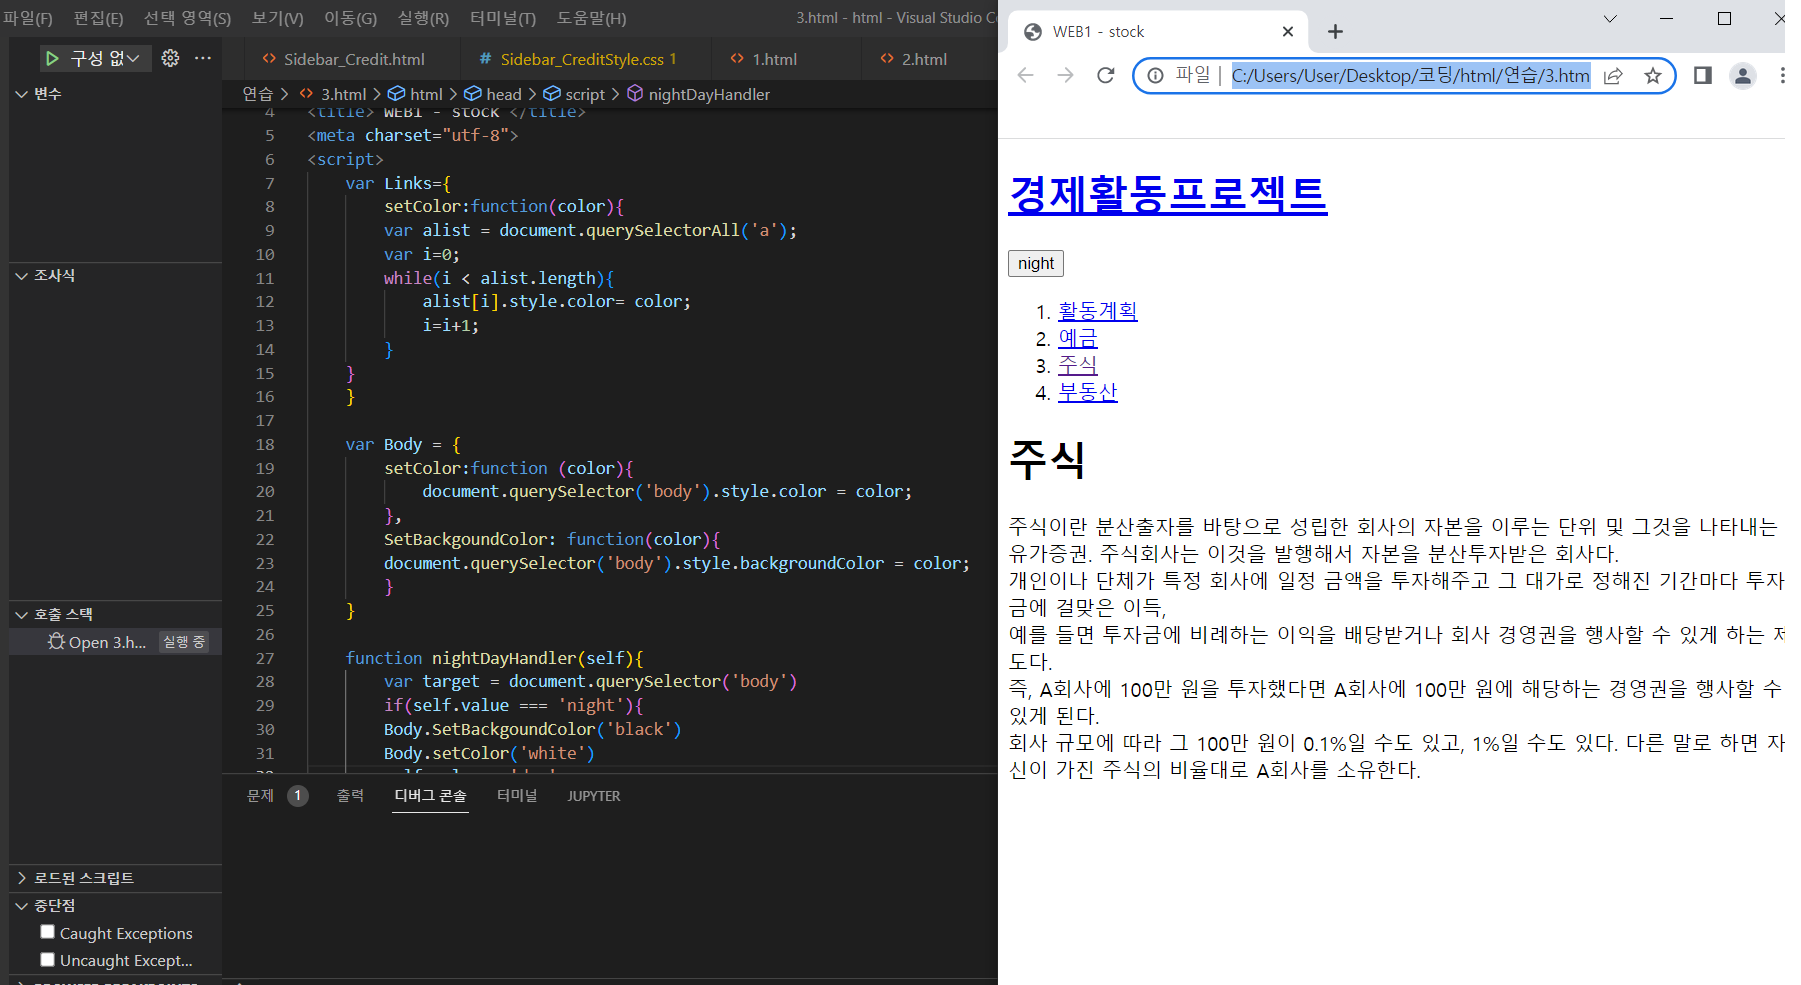 파일(F) 편집(E) 선택 영역(S) 보기(V) 이동(G) 실행(R) 터미널(T) 도움말(H) 3.html - html - Visual Studio Co
구성 없 ···
Sidebar_Credit.html # Sidebar_CreditStyle.css 1 1.html 2.html
연습 > 3.html > html > head > script > nightDayHandler
변수
조사식
호출 스택
Open 3.h... 실행 중
로드된 스크립트
중단점
Caught Exceptions
Uncaught Except...
4 <title> WEB1 - stock </title>
5 <meta charset="utf-8">
6 <script>
7 var Links={
8 setColor:function(color){
9 var alist = document.querySelectorAll('a');
10 var i=0;
11 while(i < alist.length){
12 alist[i].style.color= color;
13 i=i+1;
14 }
15 }
16 }
17
18 var Body = {
19 setColor:function (color){
20 document.querySelector('body').style.color = color;
21 },
22 SetBackgoundColor: function(color){
23 document.querySelector('body').style.backgroundColor = color;
24 }
25 }
26
27 function nightDayHandler(self){
28 var target = document.querySelector('body')
29 if(self.value === 'night'){
30 Body.SetBackgoundColor('black')
31 Body.setColor('white')
문제 1 출력 디버그 콘솔 터미널 JUPYTER
WEB1 - stock
파일 | C:/Users/User/Desktop/코딩/html/연습/3.htm
경제활동프로젝트
night
1. 활동계획
2. 예금
3. 주식
4. 부동산
주식
주식이란 분산출자를 바탕으로 성립한 회사의 자본을 이루는 단위 및 그것을 나타내는
유가증권. 주식회사는 이것을 발행해서 자본을 분산투자받은 회사다.
개인이나 단체가 특정 회사에 일정 금액을 투자해주고 그 대가로 정해진 기간마다 투자
금에 걸맞은 이득,
예를 들면 투자금에 비례하는 이익을 배당받거나 회사 경영권을 행사할 수 있게 하는 제
도다.
즉, A회사에 100만 원을 투자했다면 A회사에 100만 원에 해당하는 경영권을 행사할 수
있게 된다.
회사 규모에 따라 그 100만 원이 0.1%일 수도 있고, 1%일 수도 있다. 다른 말로 하면 자
신이 가진 주식의 비율대로 A회사를 소유한다.